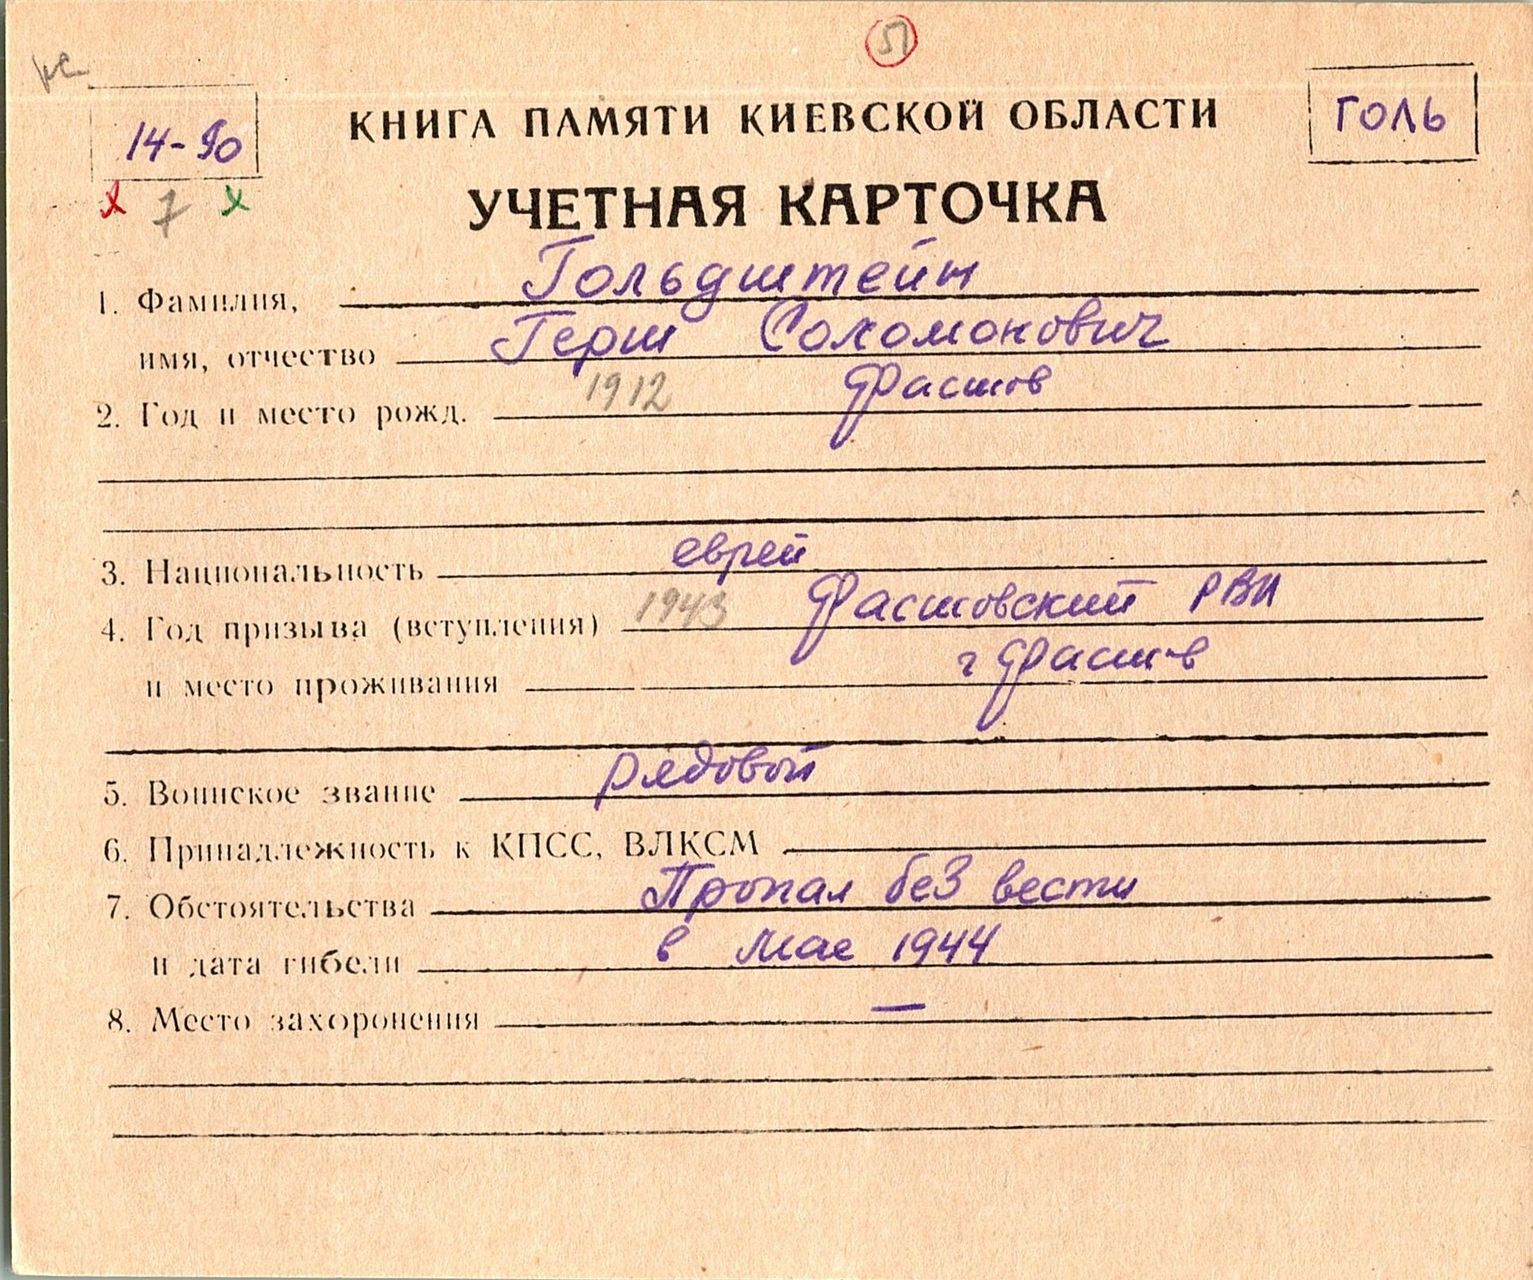 51
КНИГА ПАМЯТИ КИЕВСКОЙ ОБЛАСТИ
14-90
ГОЛЬ
7
УЧЕТНАЯ КАРТОЧКА
1. Фамилия, Гольдштейн
имя, отчество Герш Соломонович
2. Год и место рожд. 1912 Фастов
3. Национальность еврей
4. Год призыва (вступления) 1943 Фастовский РВК
и место проживания г Фастов
5. Воинское звание рядовой
6. Принадлежность к КПСС, ВЛКСМ
7. Обстоятельства Пропал без вести
и дата гибели в мае 1944
8. Место захоронения —